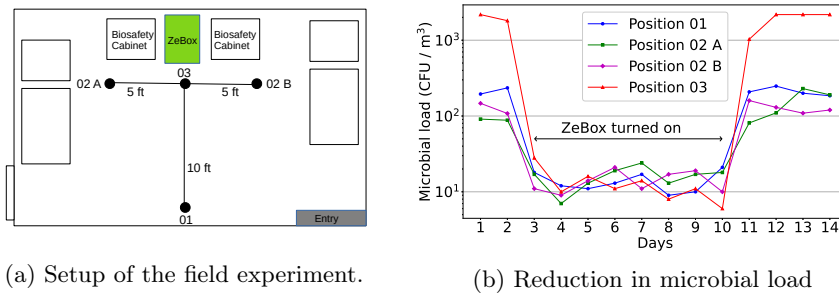 Biosafety
Cabinet
ZeBox
Biosafety
Cabinet
03
02 A
02 B
5 ft
5 ft
10 ft
01
Entry
(a) Setup of the field experiment.
Microbial load (CFU / m³)
10³
10²
10¹
Position 01
Position 02 A
Position 02 B
Position 03
ZeBox turned on
1 2 3 4 5 6 7 8 9 10 11 12 13 14
Days
(b) Reduction in microbial load